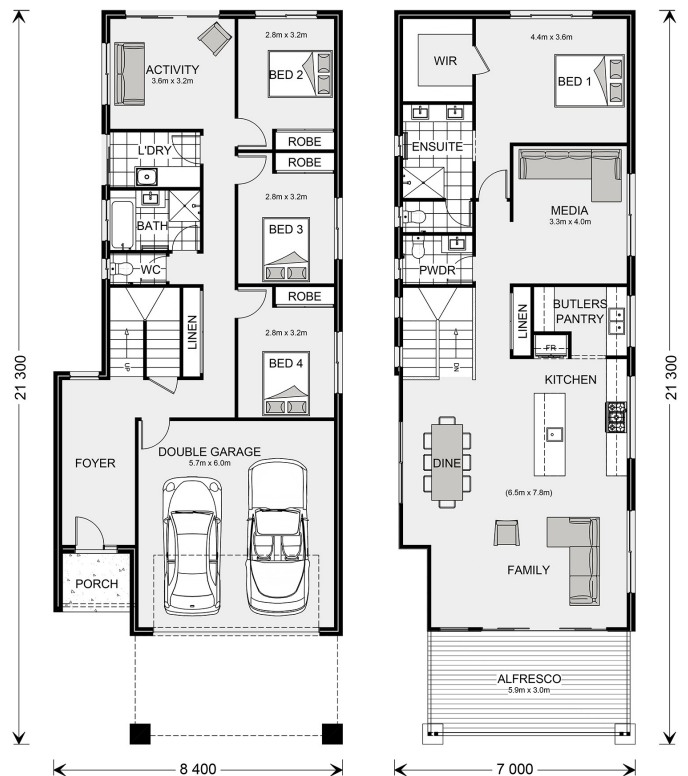 ACTIVITY
3.6m x 3.2m
2.8m x 3.2m
BED 2
ROBE
L'DRY
ROBE
2.8m x 3.2m
BATH
BED 3
WC
ROBE
LINEN
2.8m x 3.2m
UP
BED 4
DOUBLE GARAGE
5.7m x 6.0m
FOYER
PORCH
21 300
8 400
WIR
4.4m x 3.6m
BED 1
ENSUITE
MEDIA
3.3m x 4.0m
PWDR
LINEN
BUTLERS
PANTRY
FR
DN
KITCHEN
DINE
(6.5m x 7.8m)
FAMILY
ALFRESCO
5.9m x 3.0m
21 300
7 000